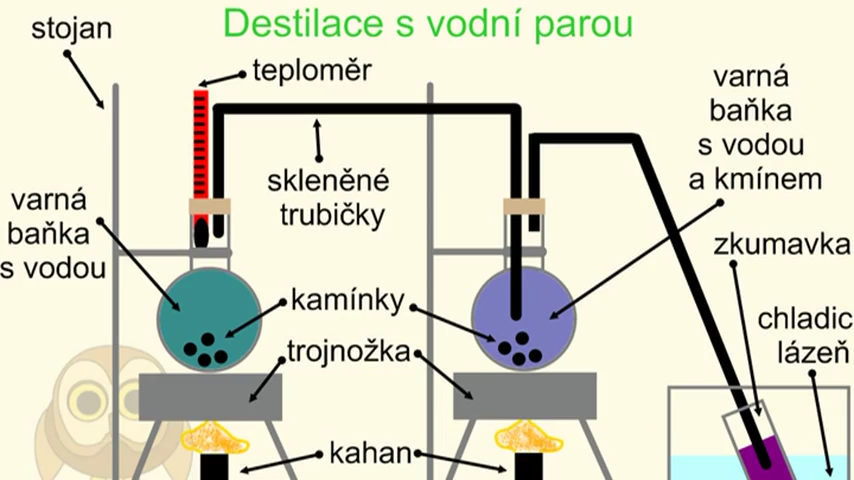 Destilace s vodní parou
stojan
teploměr
varná
baňka
s vodou
a kmínem
skleněné
trubičky
varná
baňka
s vodou
zkumavka
kamínky
chladic
lázeň
trojnožka
kahan